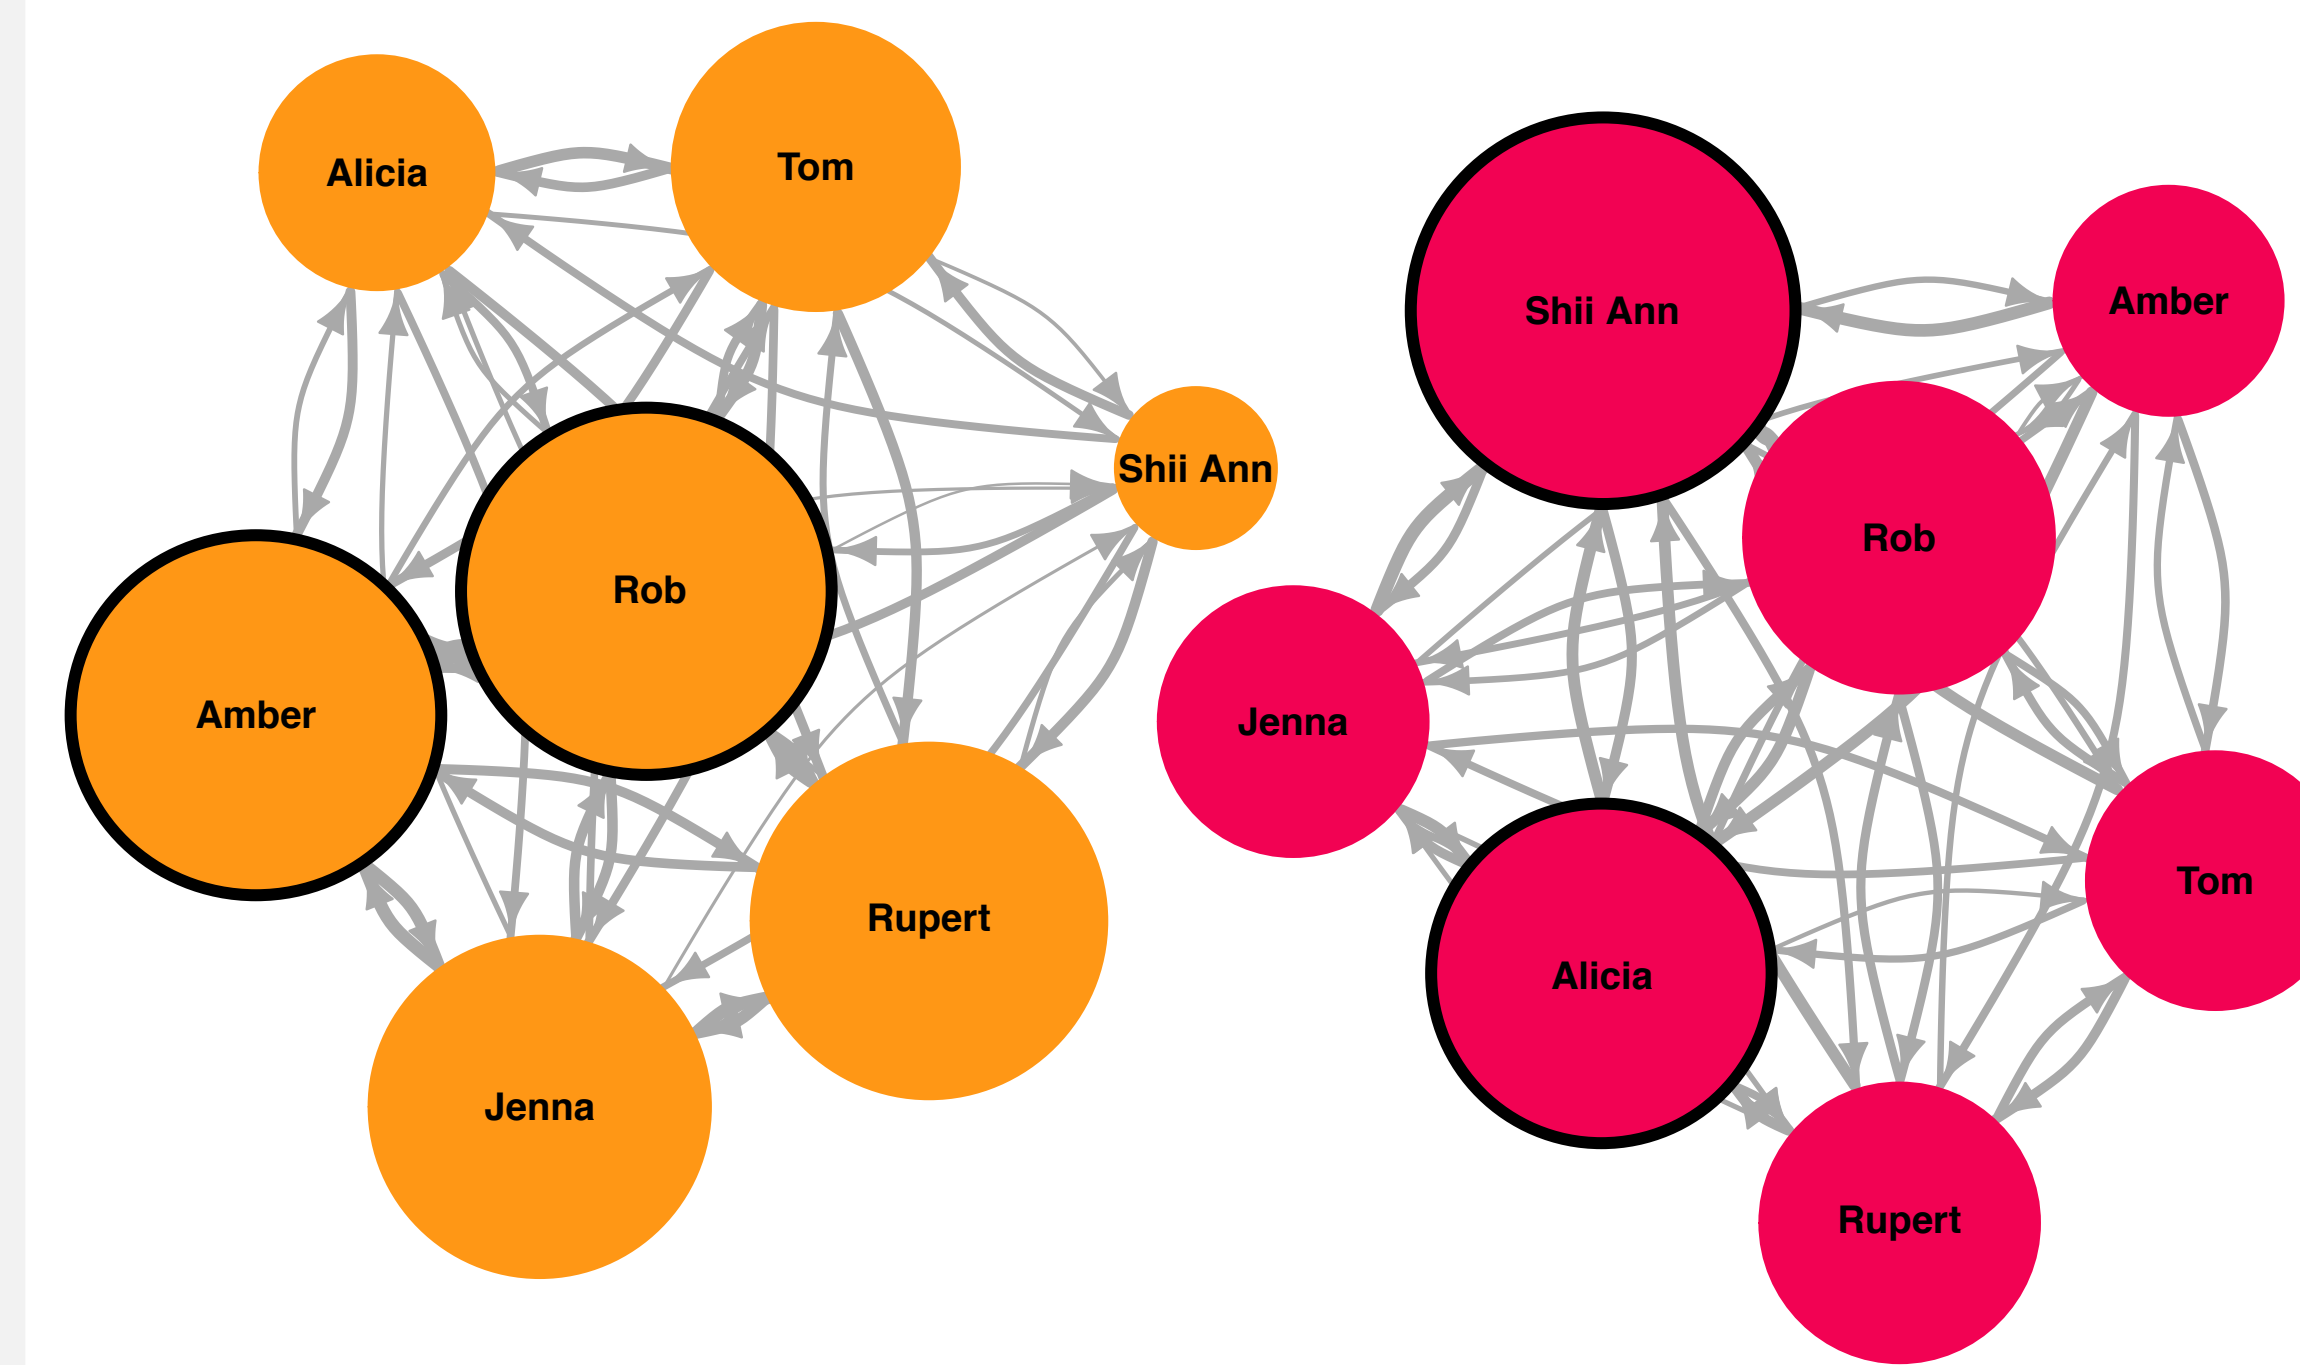 Alicia
Tom
Shii Ann
Rob
Amber
Rupert
Jenna
Shii Ann
Amber
Rob
Jenna
Tom
Alicia
Rupert